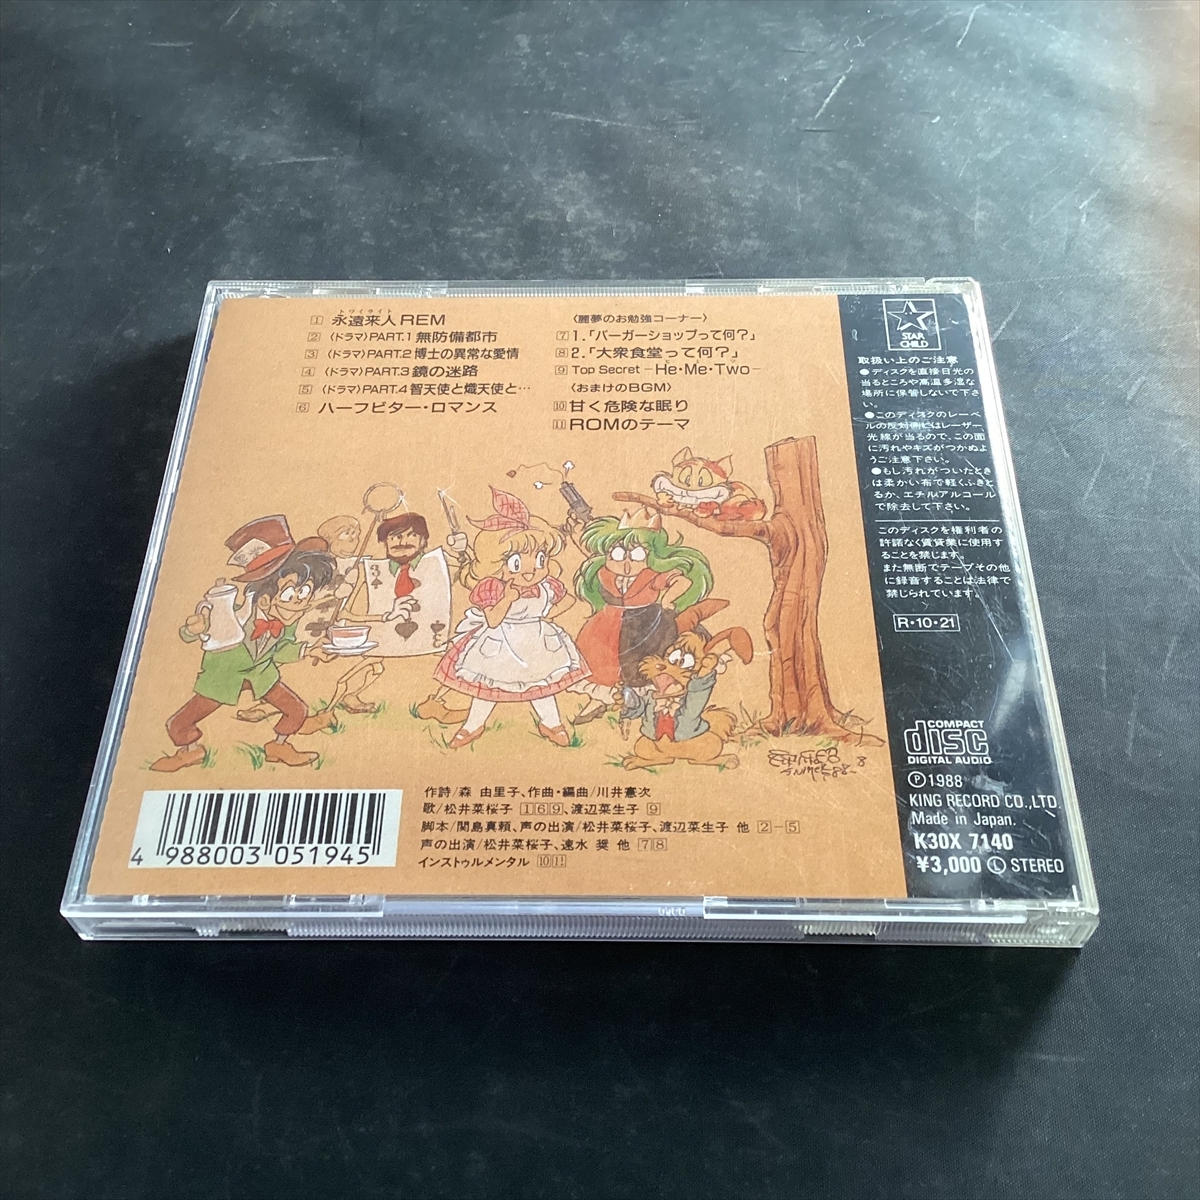 トワイライト
1 永遠来人REM
2 〈ドラマ〉PART.1 無防備都市
3 〈ドラマ〉PART.2 博士の異常な愛情
4 〈ドラマ〉PART.3 鏡の迷路
5 〈ドラマ〉PART.4 智天使と熾天使と…
6 ハーフビター・ロマンス
〈麗夢のお勉強コーナー〉
7 1.「バーガーショップって何?」
8 2.「大衆食堂って何?」
9 Top Secret －He・Me・Two－
〈おまけのBGM〉
10 甘く危険な眠り
11 ROMのテーマ
作詩/森 由里子、作曲・編曲/川井憲次
歌/松井菜桜子 1 6 9、渡辺菜生子 9
脚本/関島真頼、声の出演/松井菜桜子、渡辺菜生子 他 2－5
声の出演/松井菜桜子、速水 奨 他 7 8
インストゥルメンタル 10 11
4 988003 051945
STAR
CHILD
取扱い上のご注意
●ディスクを直接日光の
当るところや高温多湿な
場所に保管しないで下さ
い。
●このディスクのレーベ
ルの反対側にはレーザー
光線が当るので、この面
に汚れやキズがつかぬよ
うご注意下さい。
●もし汚れがついたとき
は柔かい布で軽くふきと
るか、エチルアルコール
で除去して下さい。
このディスクを権利者の
許諾なく賃貸業に使用す
ることを禁じます。
また無断でテープその他
に録音することは法律で
禁じられています。
R・10・21
COMPACT
disc
DIGITAL AUDIO
Ⓟ1988
KING RECORD CO.,LTD.
Made in Japan.
K30X 7140
¥3,000 Ⓛ STEREO